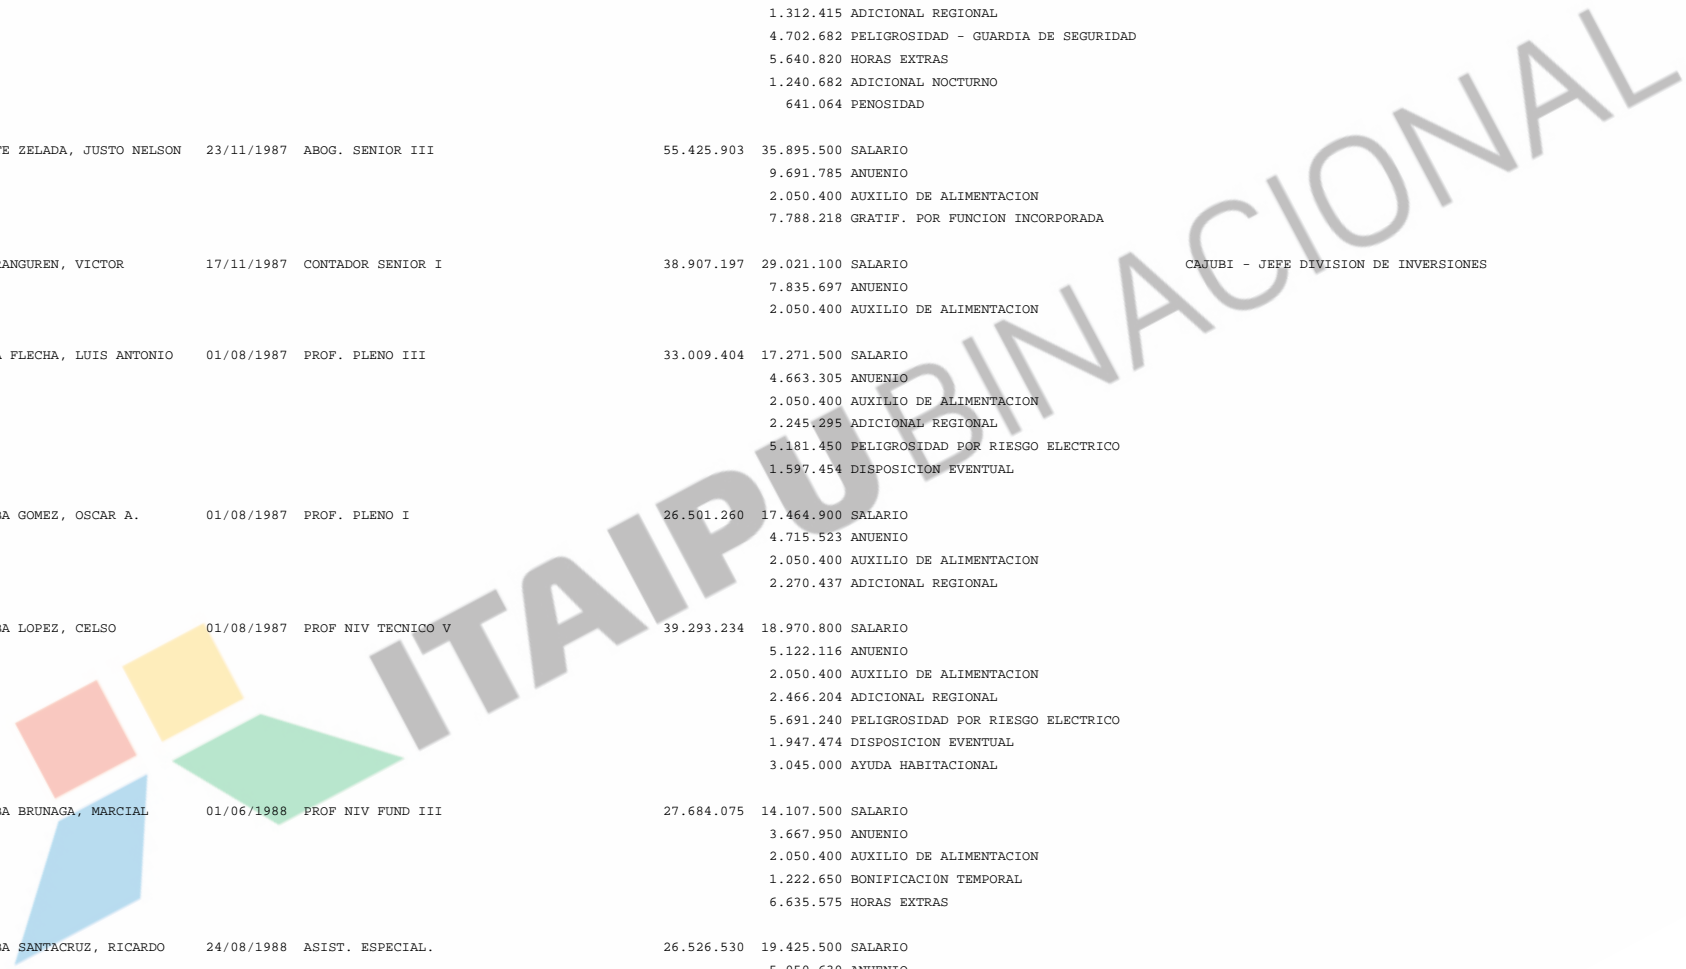 1.312.415 ADICIONAL REGIONAL
4.702.682 PELIGROSIDAD - GUARDIA DE SEGURIDAD
5.640.820 HORAS EXTRAS
1.240.682 ADICIONAL NOCTURNO
641.064 PENOSIDAD
ZELADA, JUSTO NELSON 23/11/1987 ABOG. SENIOR III 55.425.903 35.895.500 SALARIO
9.691.785 ANUENIO
2.050.400 AUXILIO DE ALIMENTACION
7.788.218 GRATIF. POR FUNCION INCORPORADA
RANGUREN, VICTOR 17/11/1987 CONTADOR SENIOR I 38.907.197 29.021.100 SALARIO CAJUBI - JEFE DIVISION DE INVERSIONES
7.835.697 ANUENIO
2.050.400 AUXILIO DE ALIMENTACION
A FLECHA, LUIS ANTONIO 01/08/1987 PROF. PLENO III 33.009.404 17.271.500 SALARIO
4.663.305 ANUENIO
2.050.400 AUXILIO DE ALIMENTACION
2.245.295 ADICIONAL REGIONAL
5.181.450 PELIGROSIDAD POR RIESGO ELECTRICO
1.597.454 DISPOSICION EVENTUAL
BA GOMEZ, OSCAR A. 01/08/1987 PROF. PLENO I 26.501.260 17.464.900 SALARIO
4.715.523 ANUENIO
2.050.400 AUXILIO DE ALIMENTACION
2.270.437 ADICIONAL REGIONAL
BA LOPEZ, CELSO 01/08/1987 PROF NIV TECNICO V 39.293.234 18.970.800 SALARIO
5.122.116 ANUENIO
2.050.400 AUXILIO DE ALIMENTACION
2.466.204 ADICIONAL REGIONAL
5.691.240 PELIGROSIDAD POR RIESGO ELECTRICO
1.947.474 DISPOSICION EVENTUAL
3.045.000 AYUDA HABITACIONAL
BA BRUNAGA, MARCIAL 01/06/1988 PROF NIV FUND III 27.684.075 14.107.500 SALARIO
3.667.950 ANUENIO
2.050.400 AUXILIO DE ALIMENTACION
1.222.650 BONIFICACI0N TEMPORAL
6.635.575 HORAS EXTRAS
BA SANTACRUZ, RICARDO 24/08/1988 ASIST. ESPECIAL. 26.526.530 19.425.500 SALARIO
5.050.630 ANUENIO
ITAIPU BINACIONAL